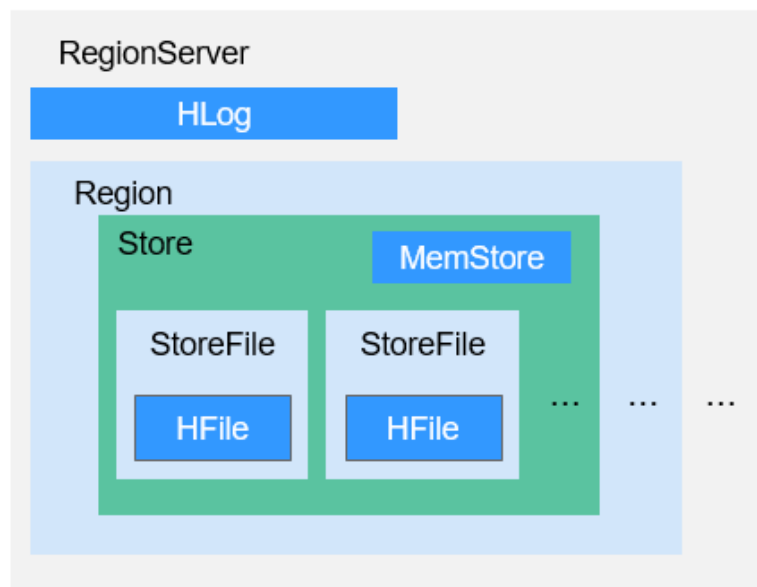 RegionServer
HLog
Region
Store
MemStore
StoreFile
StoreFile
HFile
HFile
... ... ...